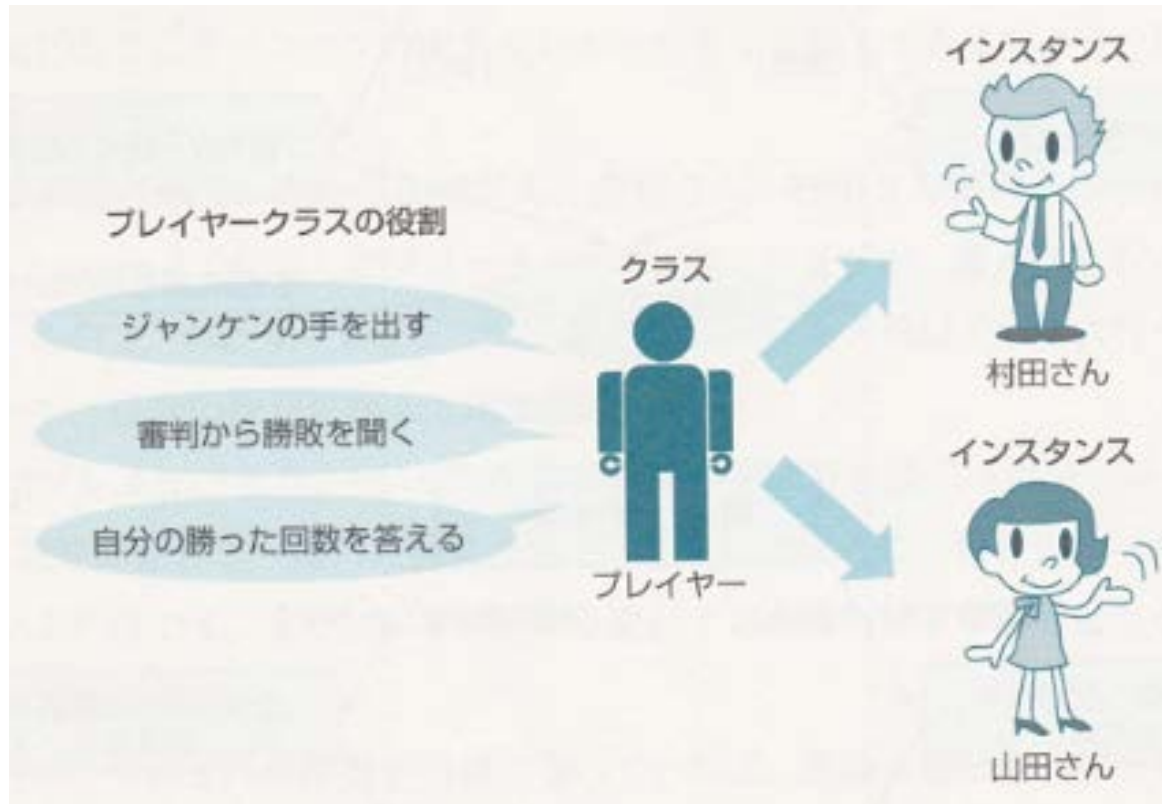 プレイヤークラスの役割
ジャンケンの手を出す
審判から勝敗を聞く
自分の勝った回数を答える
クラス
プレイヤー
インスタンス
村田さん
インスタンス
山田さん